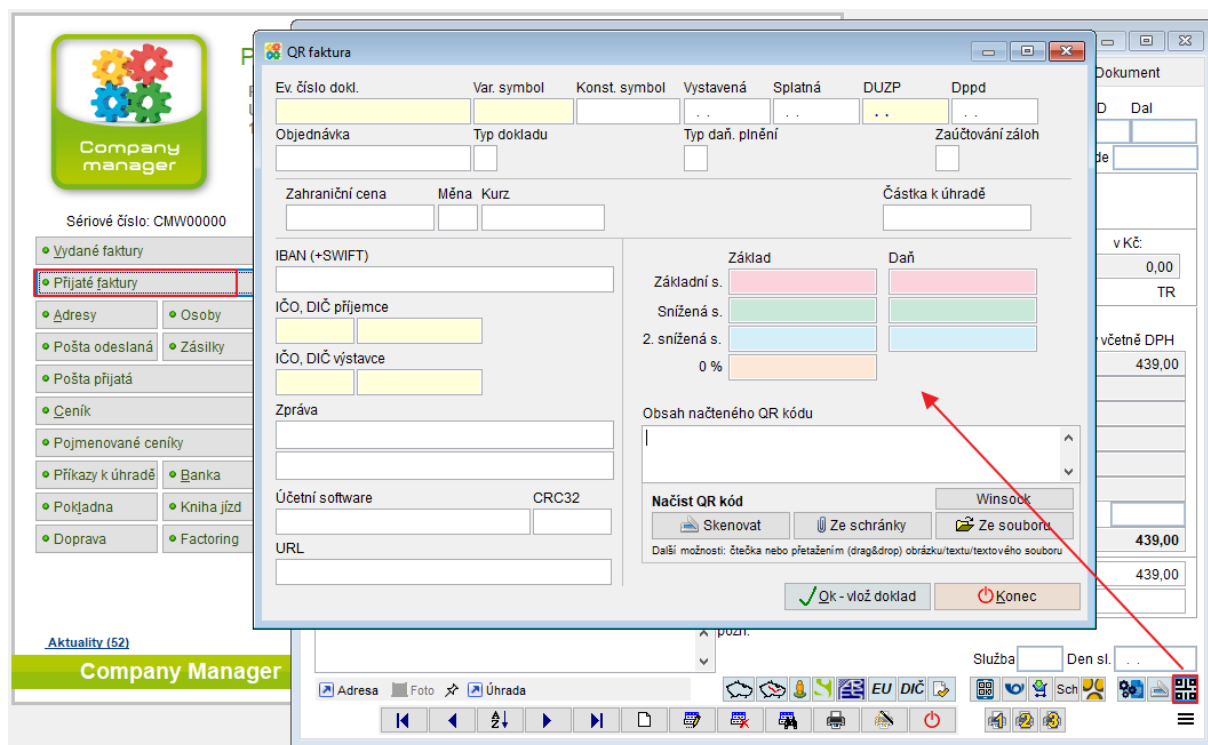 QR faktura
Ev. číslo dokl. Var. symbol Konst. symbol Vystavená Splatná DUZP Dppd
Objednávka Typ dokladu Typ daň. plnění Zaúčtování záloh
Zahraniční cena Měna Kurz Částka k úhradě
IBAN (+SWIFT)
IČO, DIČ příjemce
IČO, DIČ výstavce
Zpráva
Účetní software CRC32
URL
Základ Daň
Základní s.
Snížená s.
2. snížená s.
0 %
Obsah načteného QR kódu
Načíst QR kód Winsock
Skenovat Ze schránky Ze souboru
Další možnosti: čtečka nebo přetažením (drag&drop) obrázku/textu/textového souboru
Ok - vlož doklad Konec
Company
manager
Sériové číslo: CMW00000
Vydané faktury
Přijaté faktury
Adresy Osoby
Pošta odeslaná Zásilky
Pošta přijatá
Ceník
Pojmenované ceníky
Příkazy k úhradě Banka
Pokladna Kniha jízd
Doprava Factoring
Aktuality (52)
Company Manager
Dokument
D Dal
de
v Kč:
0,00
TR
včetně DPH
439,00
439,00
439,00
pozn.
Služba Den sl. . .
Adresa Foto Úhrada
EU DIČ Sch